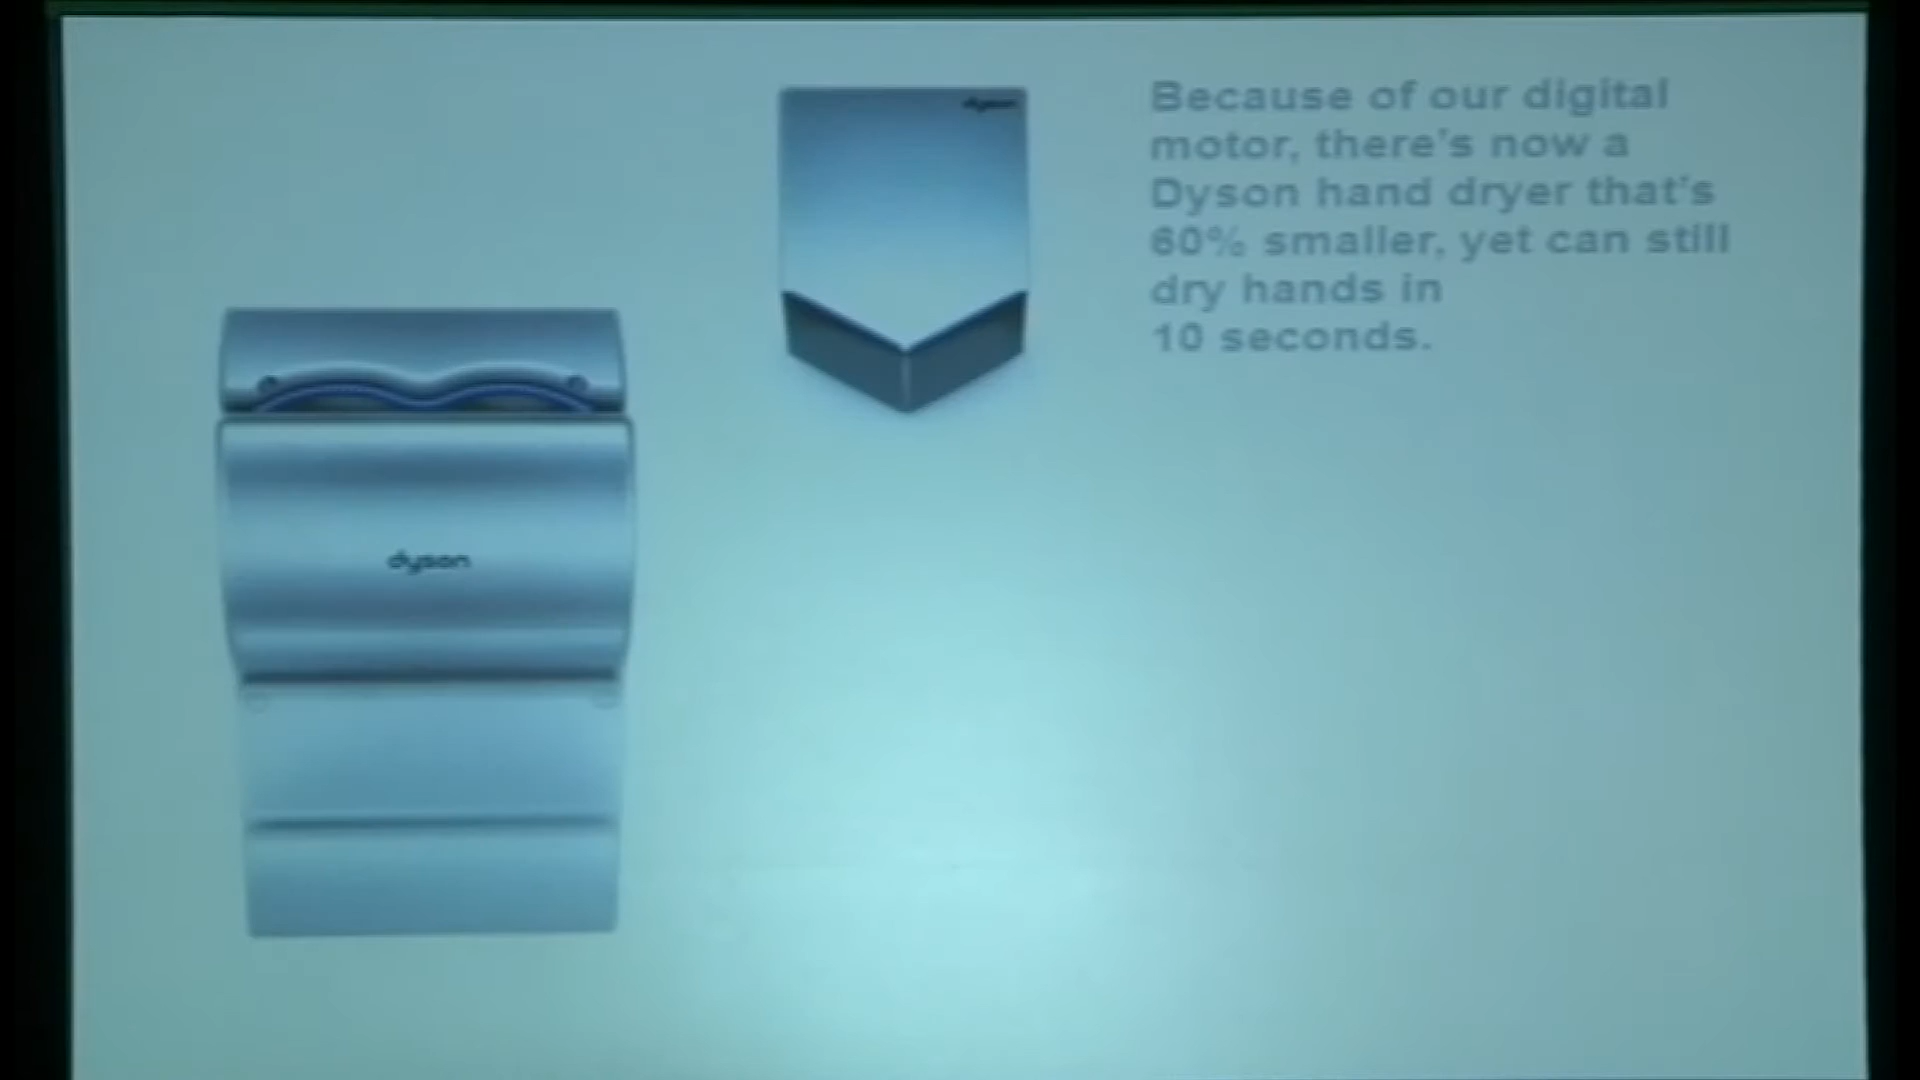 dyson
Because of our digital
motor, there's now a
Dyson hand dryer that's
60% smaller, yet can still
dry hands in
10 seconds.
dyson